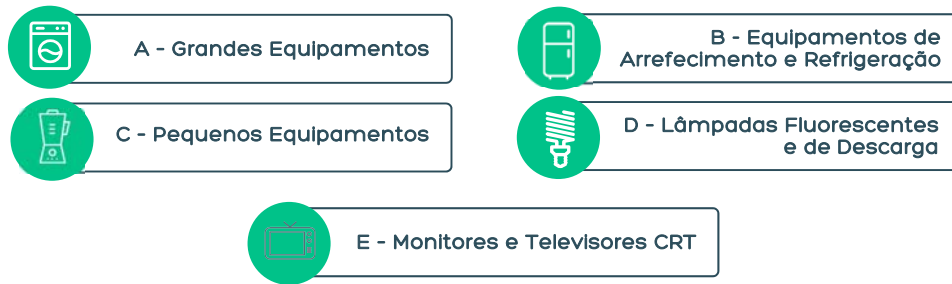 A - Grandes Equipamentos
B - Equipamentos de
Arrefecimento e Refrigeração
C - Pequenos Equipamentos
D - Lâmpadas Fluorescentes
e de Descarga
E - Monitores e Televisores CRT